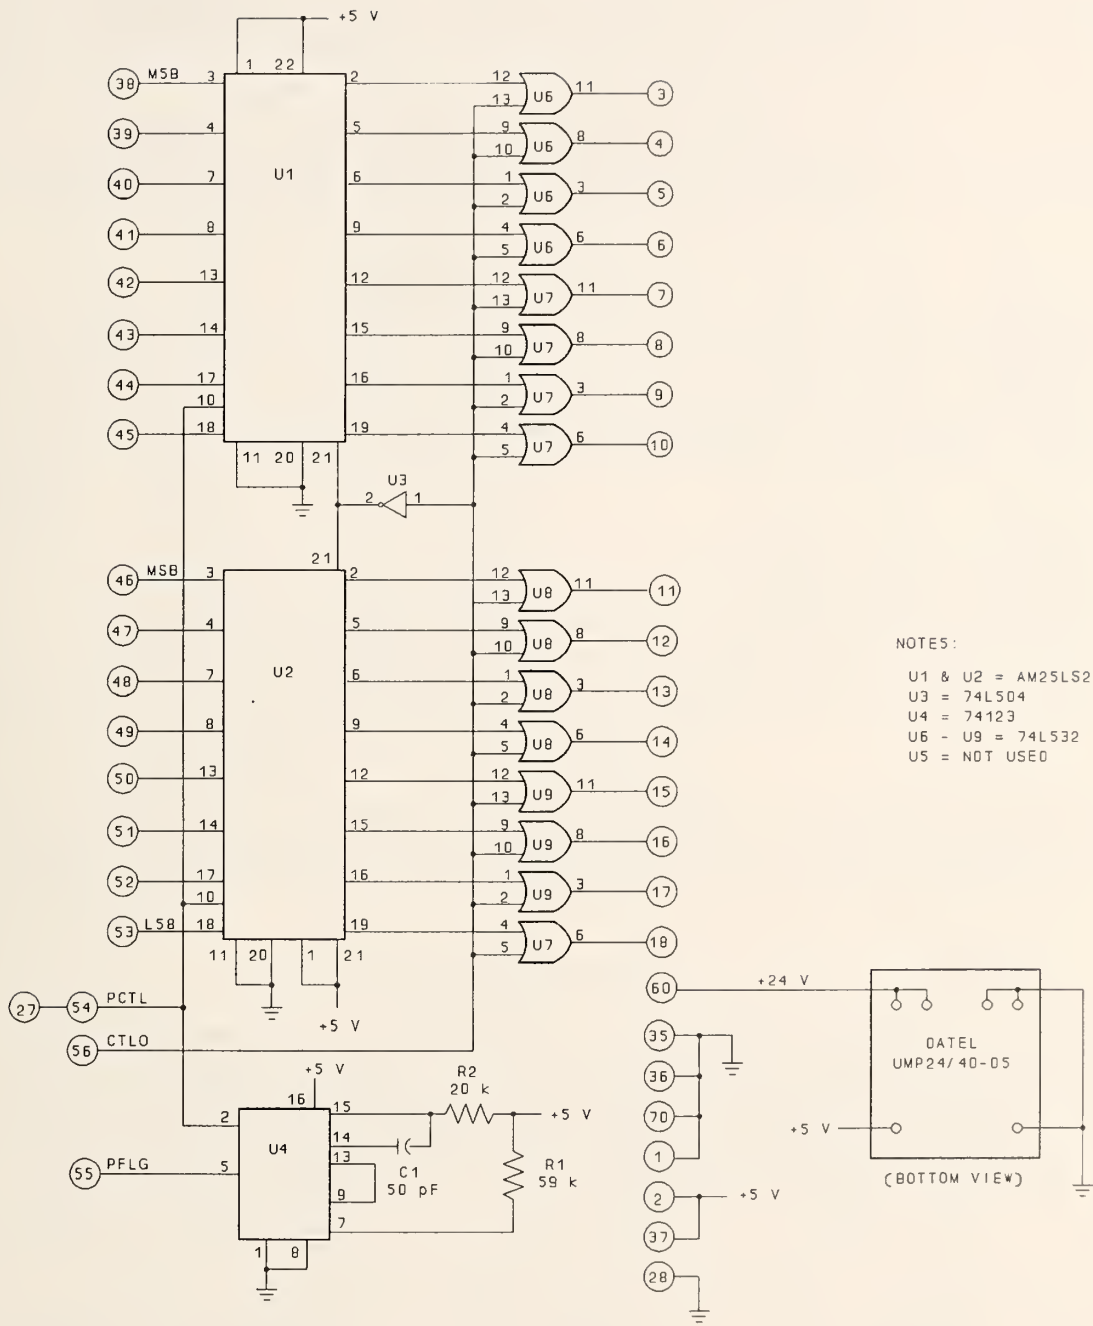 +5 V
1 22
38 M5B 3 2 12 13 U6 11 3
39 4 5 9 10 U6 8 4
40 7 U1 6 1 2 U6 3 5
41 8 9 4 5 U6 6 6
42 13 12 12 13 U7 11 7
43 14 15 9 10 U7 8 8
44 17 16 1 2 U7 3 9
10
45 18 19 4 5 U7 6 10
11 20 21
U3
2 1
21
46 MSB 3 2 12 13 U8 11 11
47 4 5 9 10 U8 8 12
48 7 U2 6 1 2 U8 3 13
49 8 9 4 5 U8 6 14
50 13 12 12 13 U9 11 15
51 14 15 9 10 U9 8 16
52 17 16 1 2 U9 3 17
10
53 L58 18 19 4 5 U7 6 18
11 20 1 21
+5 V
27 54 PCTL
56 CTLO
+5 V
16
2 15
U4
14
13
55 PFLG 5
9
7
1 8
R2
20 k
+5 V
C1
50 pF
R1
59 k
NOTE5:
U1 & U2 = AM25LS2
U3 = 74L504
U4 = 74123
U6 - U9 = 74L532
U5 = NOT USEO
60 +24 V
35
36
70
1
2 +5 V
37
28
OATEL
UMP24/40-05
+5 V
(BOTTOM VIEW)